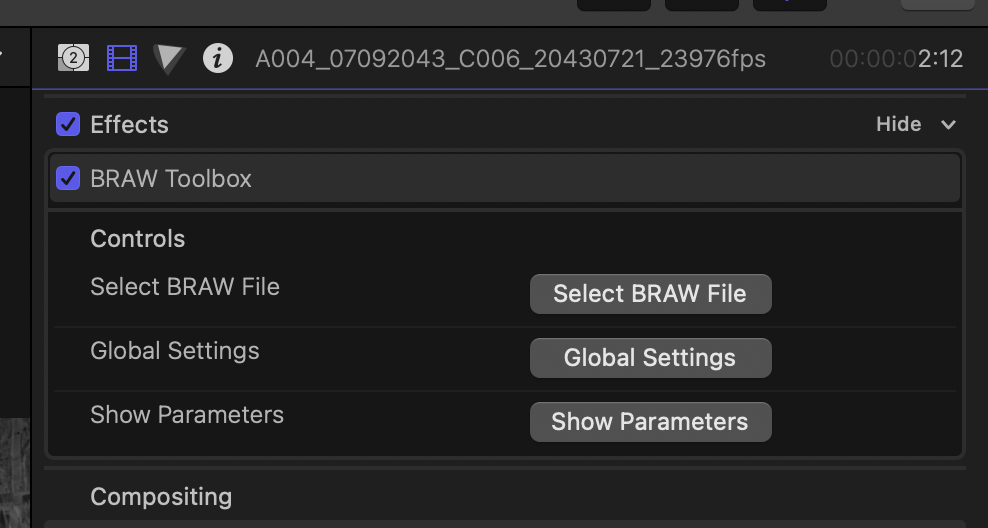 2 i A004_07092043_C006_20430721_23976fps 00:00:02:12
Effects Hide
BRAW Toolbox
Controls
Select BRAW File Select BRAW File
Global Settings Global Settings
Show Parameters Show Parameters
Compositing